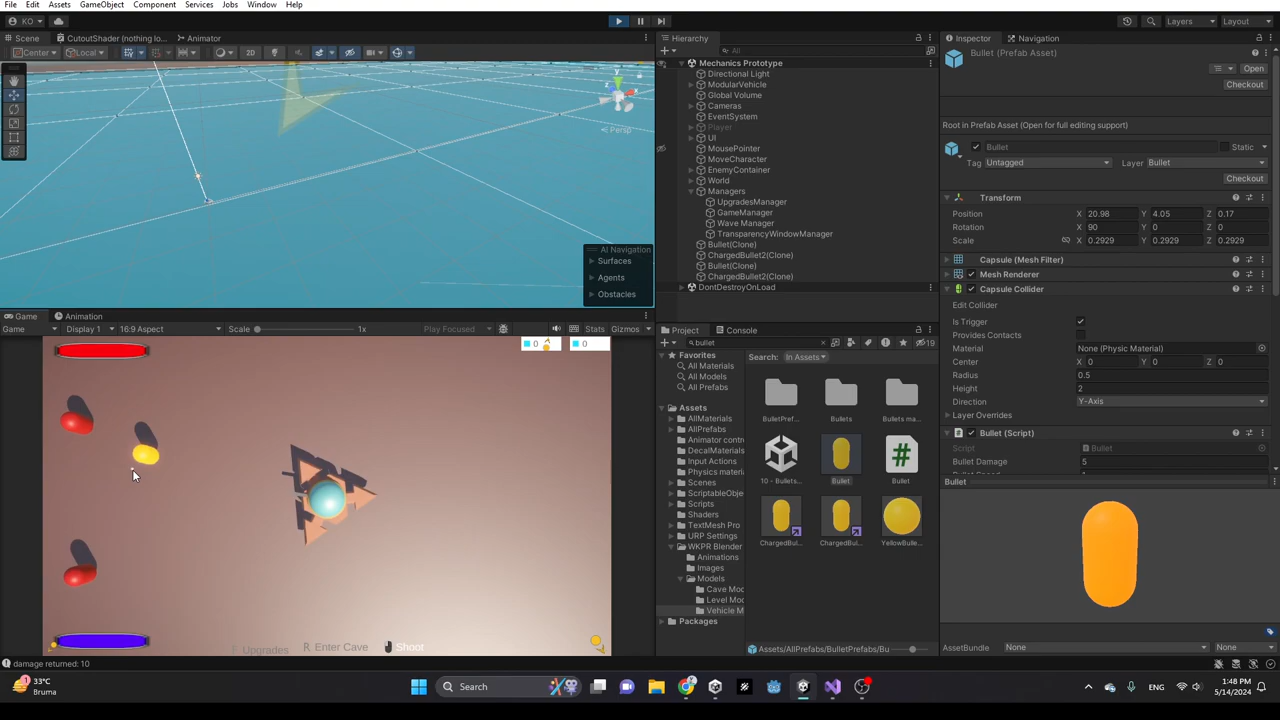 File Edit Assets GameObject Component Services Jobs Window Help
KO
Layers Layout
Scene CutoutShader (nothing lo... Animator
Center Local 2D
Persp
AI Navigation
Surfaces
Agents
Obstacles
Game Animation
Game Display 1 16:9 Aspect Scale 1x Play Focused Stats Gizmos
0 0
Upgrades R Enter Cave Shoot
Hierarchy
All
Mechanics Prototype
Directional Light
ModularVehicle
Global Volume
Cameras
EventSystem
Player
UI
MousePointer
MoveCharacter
EnemyContainer
World
Managers
UpgradesManager
GameManager
Wave Manager
TransparencyWindowManager
Bullet(Clone)
ChargedBullet2(Clone)
Bullet(Clone)
ChargedBullet2(Clone)
DontDestroyOnLoad
Project Console
bullet 19
Favorites
All Materials
All Models
All Prefabs
Assets
AllMaterials
AllPrefabs
Animator contr
DecalMaterials
Input Actions
Physics material
Scenes
ScriptableObje
Scripts
Shaders
TextMesh Pro
URP Settings
WKPR Blender
Animations
Images
Models
Cave Moc
Level Moc
Vehicle M
Packages
Search: In Assets
BulletPref... Bullets Bullets ma...
10 - Bullets... Bullet Bullet
ChargedBul... ChargedBul... YellowBulle...
Assets/AllPrefabs/BulletPrefabs/Bu
Inspector Navigation
Bullet (Prefab Asset)
Open
Checkout
Root in Prefab Asset (Open for full editing support)
Bullet Static
Tag Untagged Layer Bullet
Checkout
Transform
Position X 20.98 Y 4.05 Z 0.17
Rotation X 90 Y 0 Z 0
Scale X 0.2929 Y 0.2929 Z 0.2929
Capsule (Mesh Filter)
Mesh Renderer
Capsule Collider
Edit Collider
Is Trigger
Provides Contacts
Material None (Physic Material)
Center X 0 Y 0 Z 0
Radius 0.5
Height 2
Direction Y-Axis
Layer Overrides
Bullet (Script)
Script Bullet
Bullet Damage 5
Bullet
AssetBundle None None
damage returned: 10
33°C
Bruma
Search
ENG
1:48 PM
5/14/2024